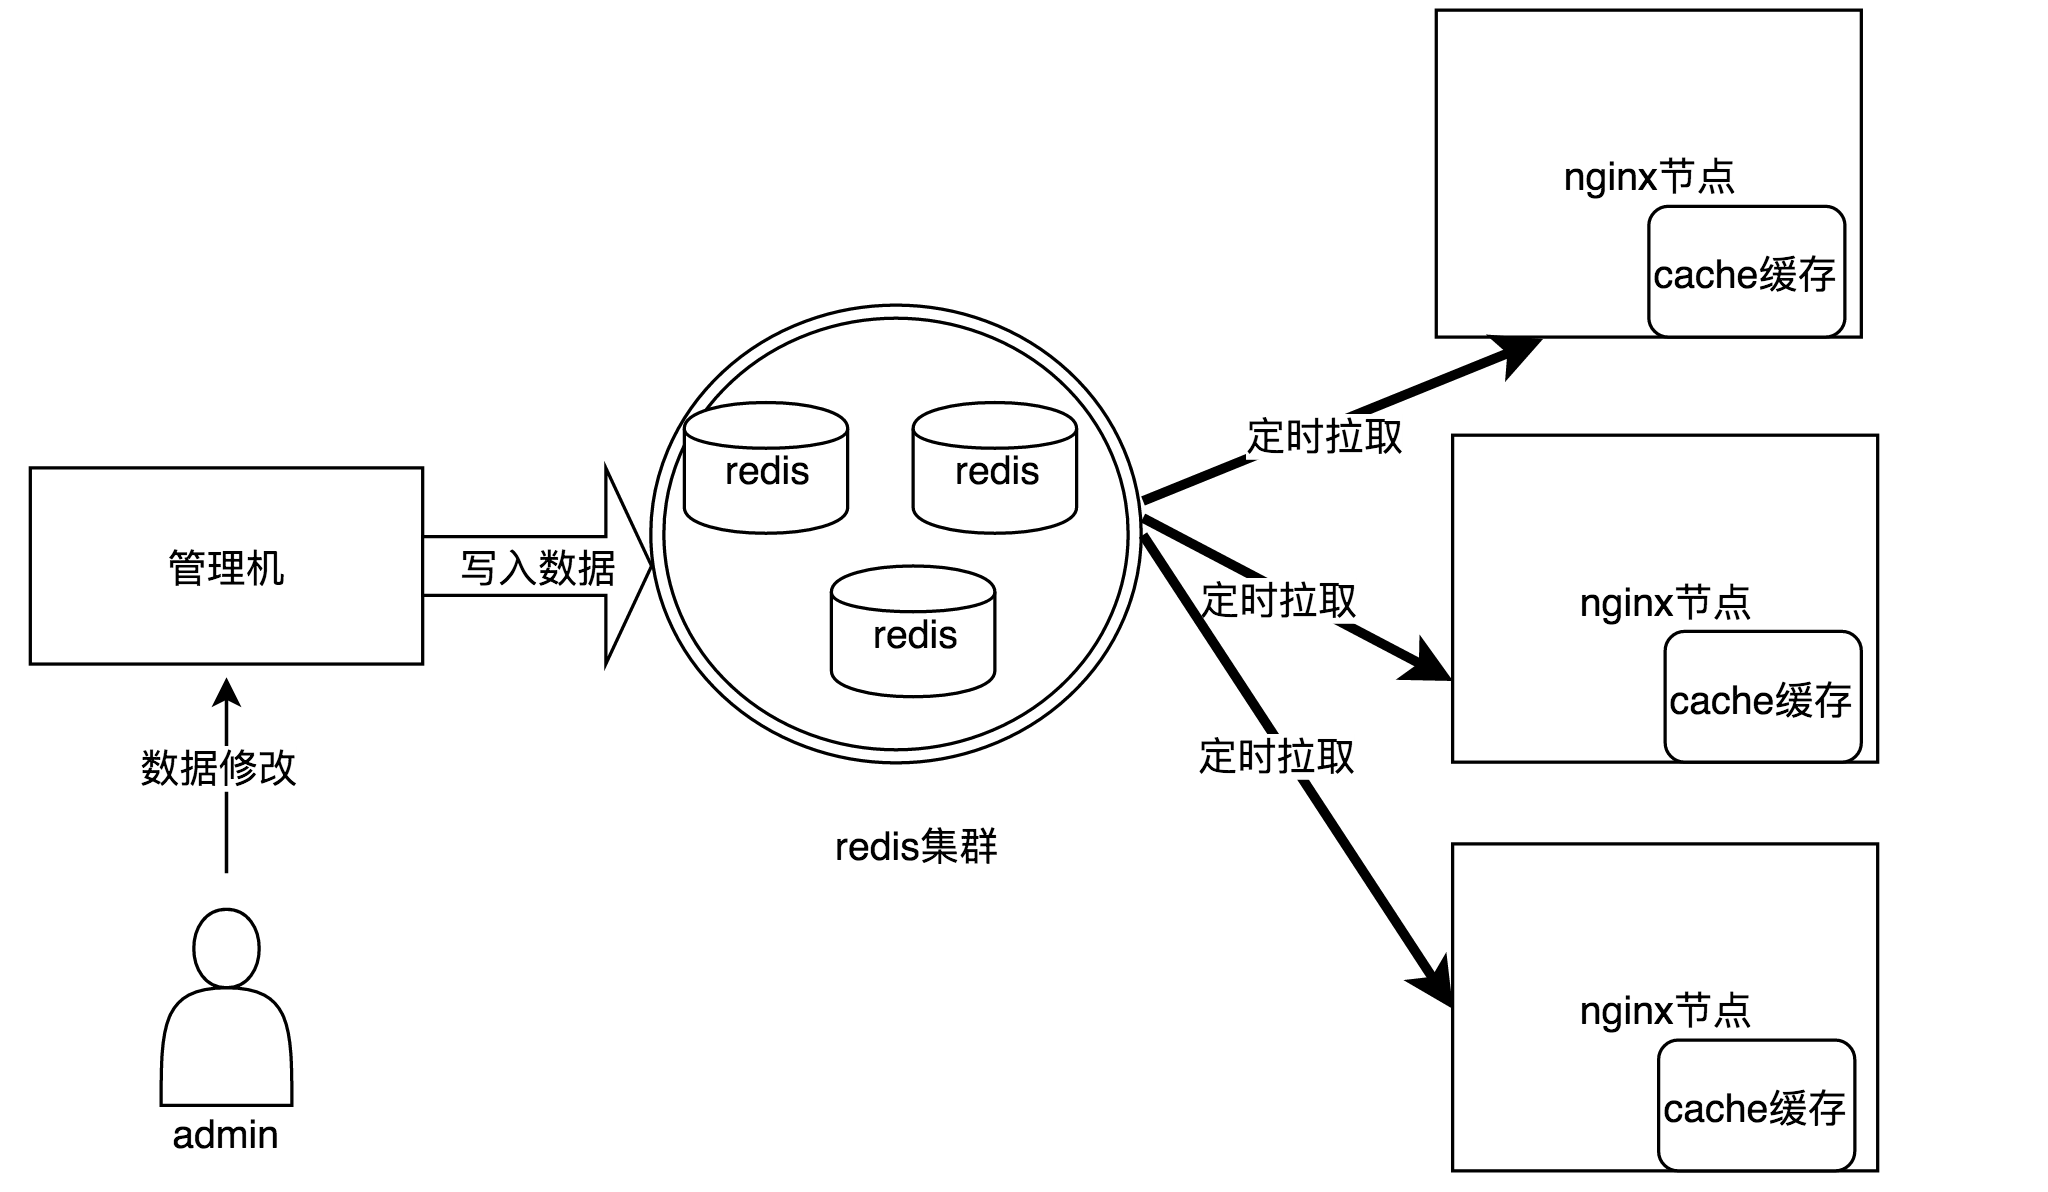 管理机
数据修改
admin
写入数据
redis
redis
redis
redis集群
定时拉取
定时拉取
定时拉取
nginx节点
cache缓存
nginx节点
cache缓存
nginx节点
cache缓存